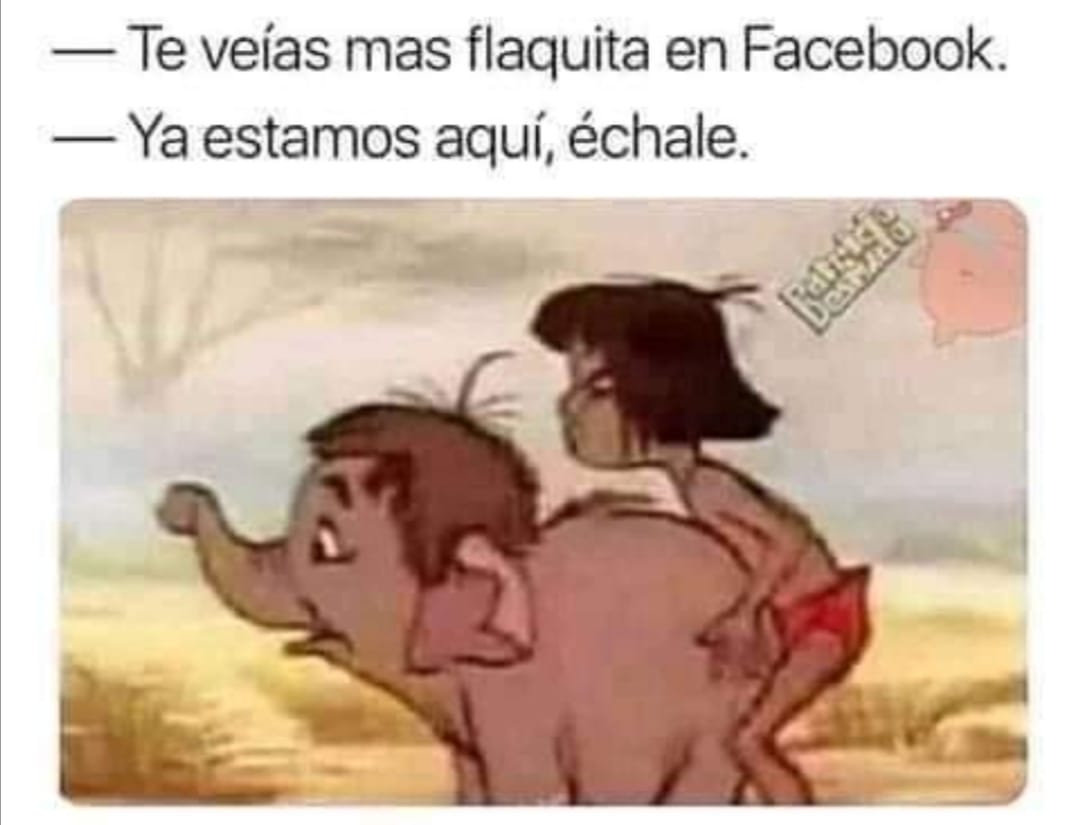 — Te veías mas flaquita en Facebook.
— Ya estamos aquí, échale.